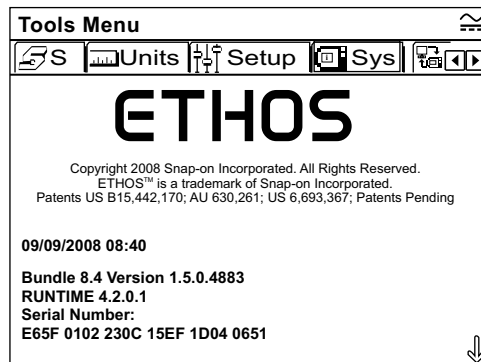 Tools Menu
S Units Setup Sys
ETHOS
Copyright 2008 Snap-on Incorporated. All Rights Reserved.
ETHOS™ is a trademark of Snap-on Incorporated.
Patents US B15,442,170; AU 630,261; US 6,693,367; Patents Pending
09/09/2008 08:40
Bundle 8.4 Version 1.5.0.4883
RUNTIME 4.2.0.1
Serial Number:
E65F 0102 230C 15EF 1D04 0651